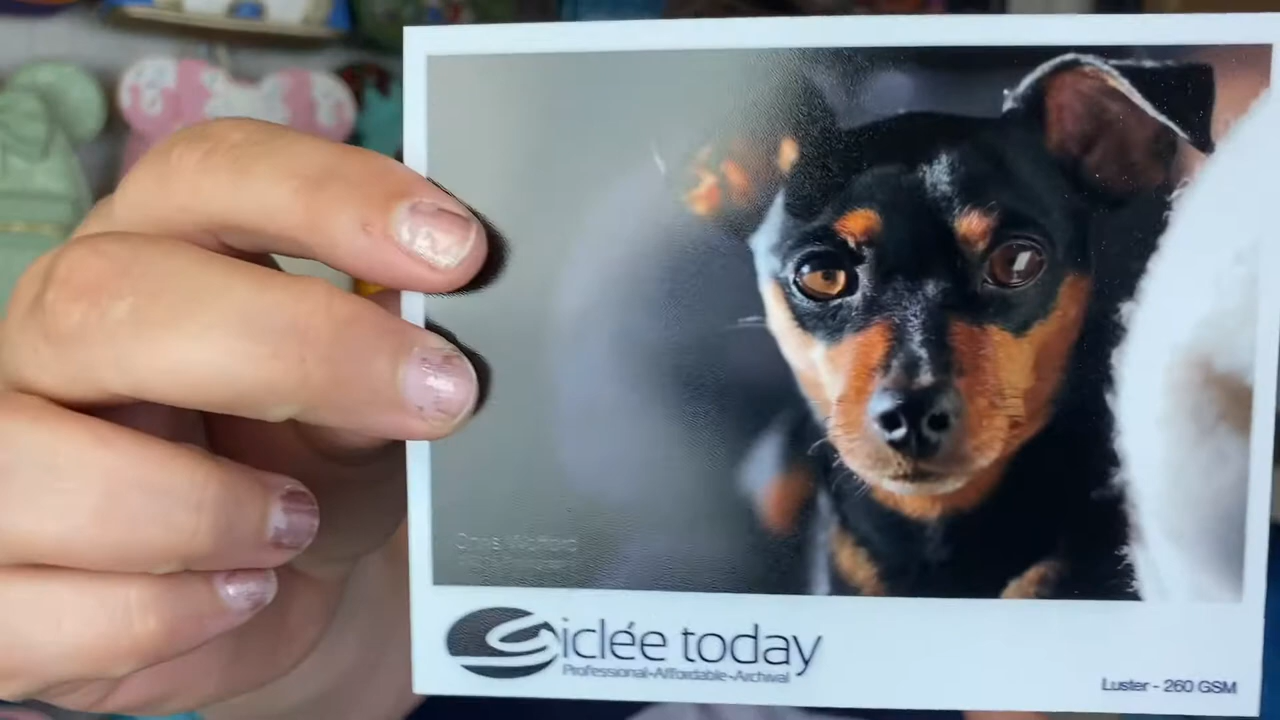 Giclée today
Professional-Affordable-Archival
Luster - 260 GSM